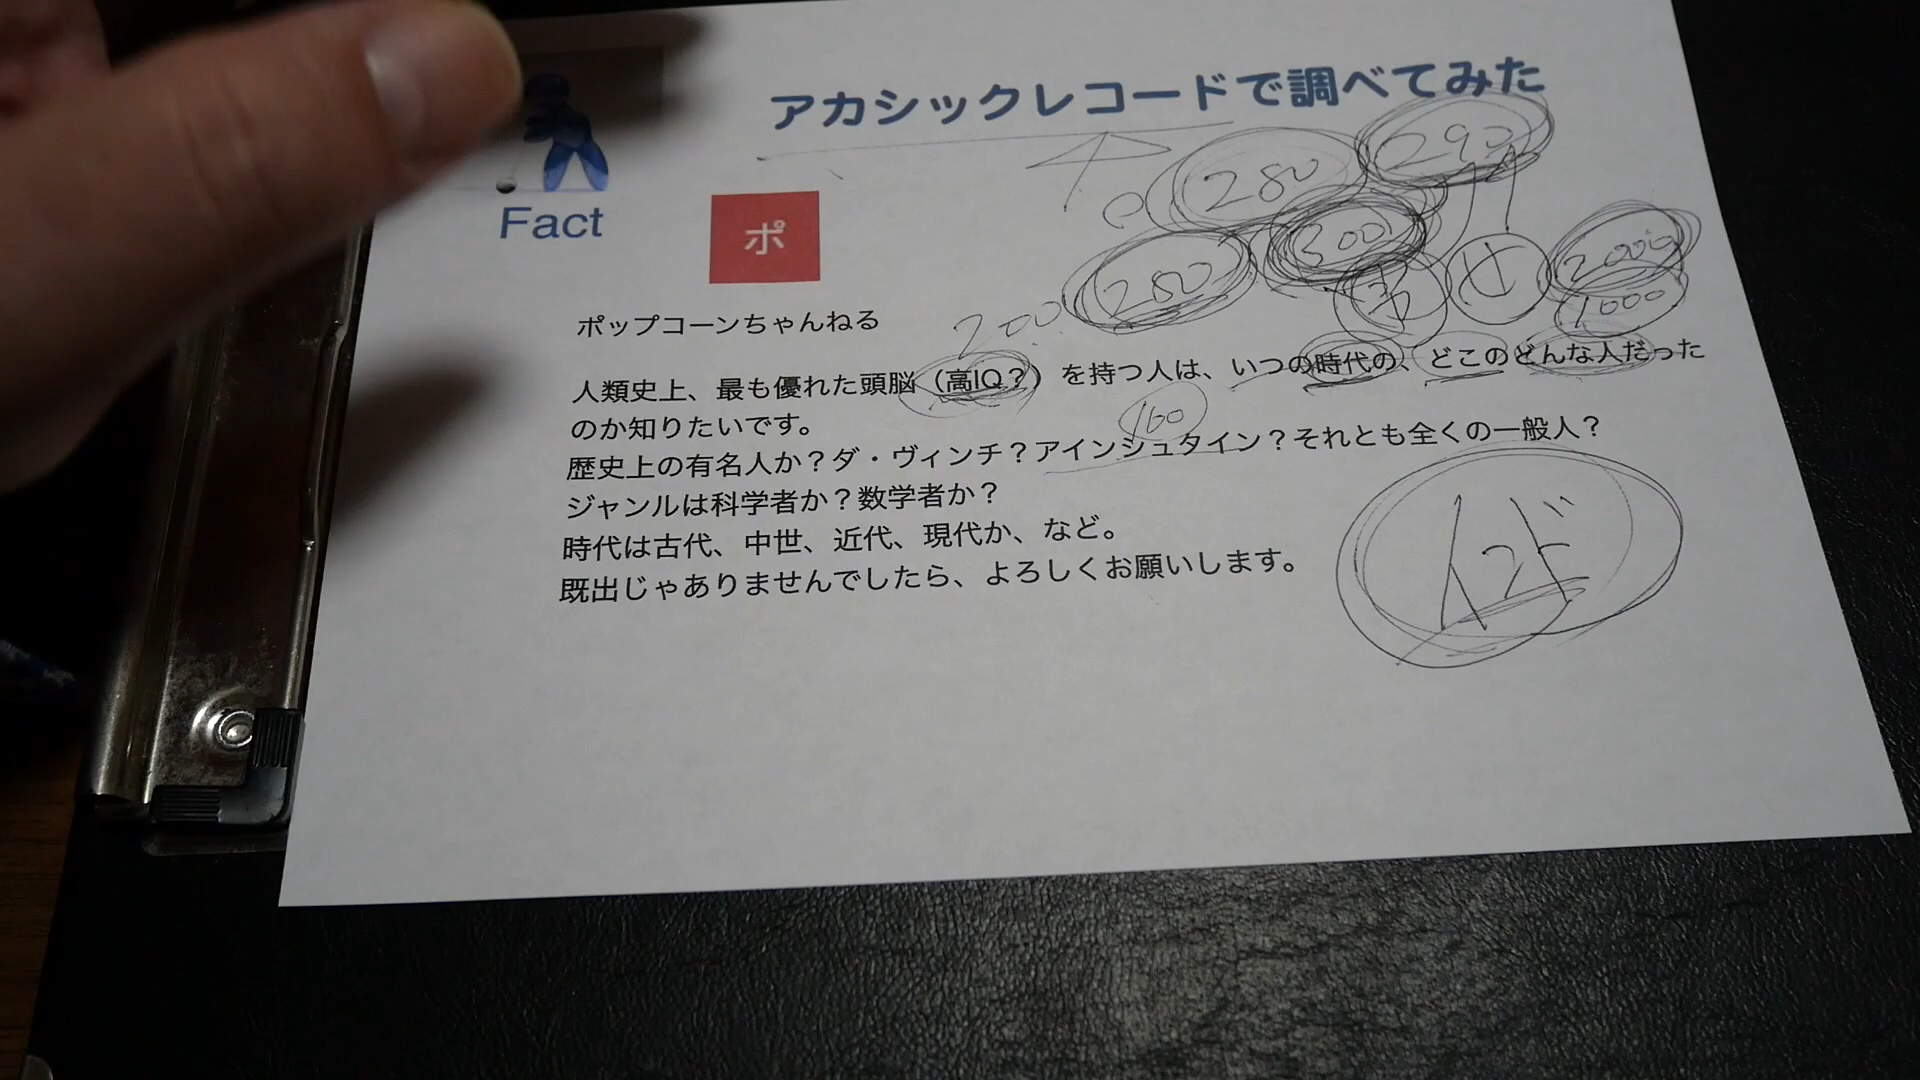 アカシックレコードで調べてみた
290
280
Fact
ポ
300
250
男
女
2000
1000
ポップコーンちゃんねる
200
人類史上、最も優れた頭脳（高IQ？）を持つ人は、いつの時代の、どこのどんな人だった
のか知りたいです。
160
歴史上の有名人か？ダ・ヴィンチ？アインシュタイン？それとも全くの一般人？
ジャンルは科学者か？数学者か？
時代は古代、中世、近代、現代か、など。
既出じゃありませんでしたら、よろしくお願いします。
インド